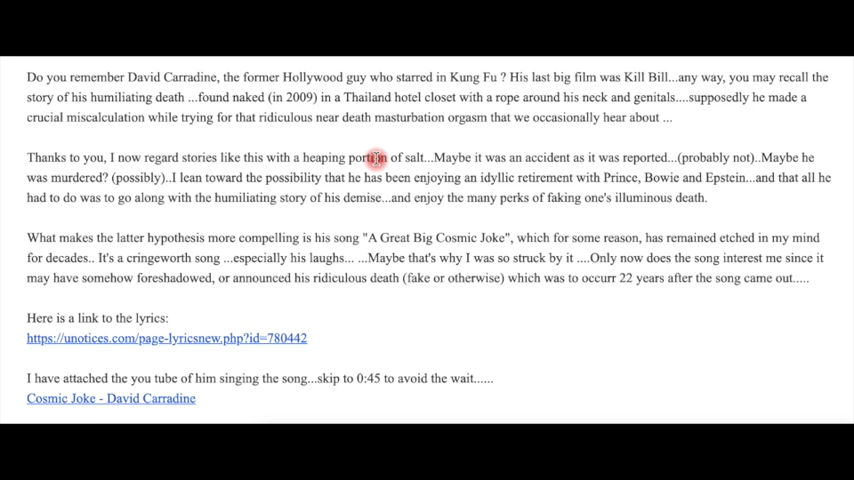 Do you remember David Carradine, the former Hollywood guy who starred in Kung Fu ? His last big film was Kill Bill...any way, you may recall the
story of his humiliating death ...found naked (in 2009) in a Thailand hotel closet with a rope around his neck and genitals....supposedly he made a
crucial miscalculation while trying for that ridiculous near death masturbation orgasm that we occasionally hear about ...
Thanks to you, I now regard stories like this with a heaping portion of salt...Maybe it was an accident as it was reported...(probably not)..Maybe he
was murdered? (possibly)..I lean toward the possibility that he has been enjoying an idyllic retirement with Prince, Bowie and Epstein...and that all he
had to do was to go along with the humiliating story of his demise...and enjoy the many perks of faking one's illuminous death.
What makes the latter hypothesis more compelling is his song "A Great Big Cosmic Joke", which for some reason, has remained etched in my mind
for decades.. It's a cringeworth song ...especially his laughs... ...Maybe that's why I was so struck by it ....Only now does the song interest me since it
may have somehow foreshadowed, or announced his ridiculous death (fake or otherwise) which was to occurr 22 years after the song came out.....
Here is a link to the lyrics:
https://unotices.com/page-lyricsnew.php?id=780442
I have attached the you tube of him singing the song...skip to 0:45 to avoid the wait......
Cosmic Joke - David Carradine